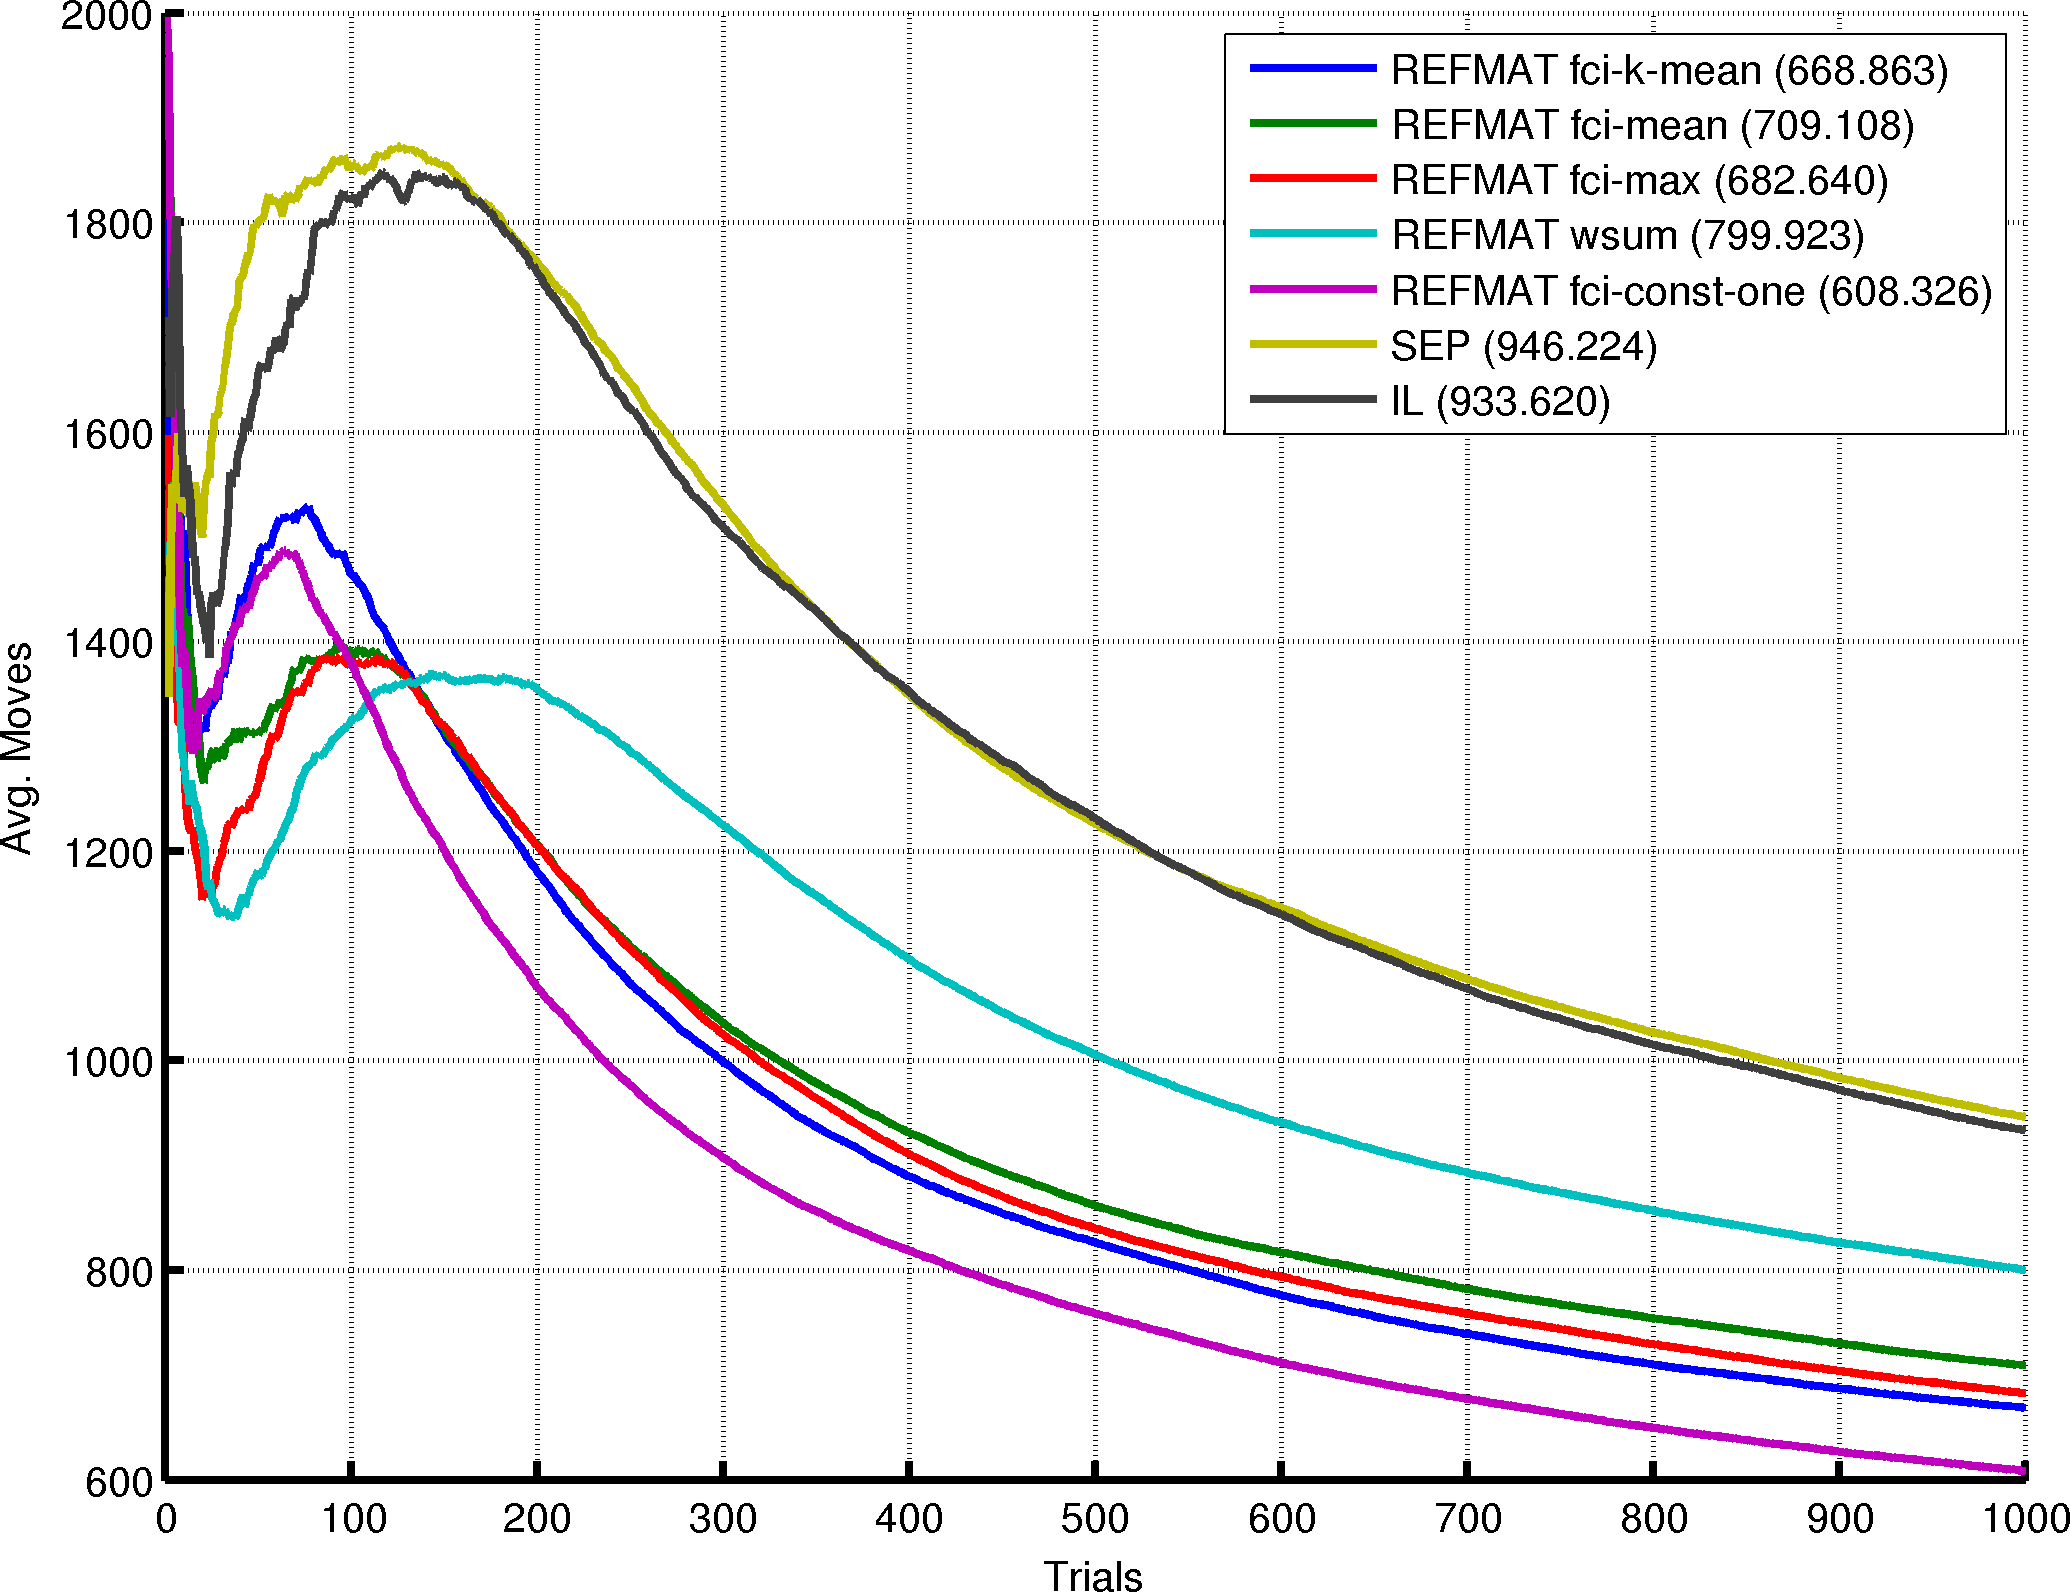 2000
1800
1600
1400
1200
1000
800
600
Avg. Moves
REFMAT fci-k-mean (668.863)
REFMAT fci-mean (709.108)
REFMAT fci-max (682.640)
REFMAT wsum (799.923)
REFMAT fci-const-one (608.326)
SEP (946.224)
IL (933.620)
0 100 200 300 400 500 600 700 800 900 1000
Trials